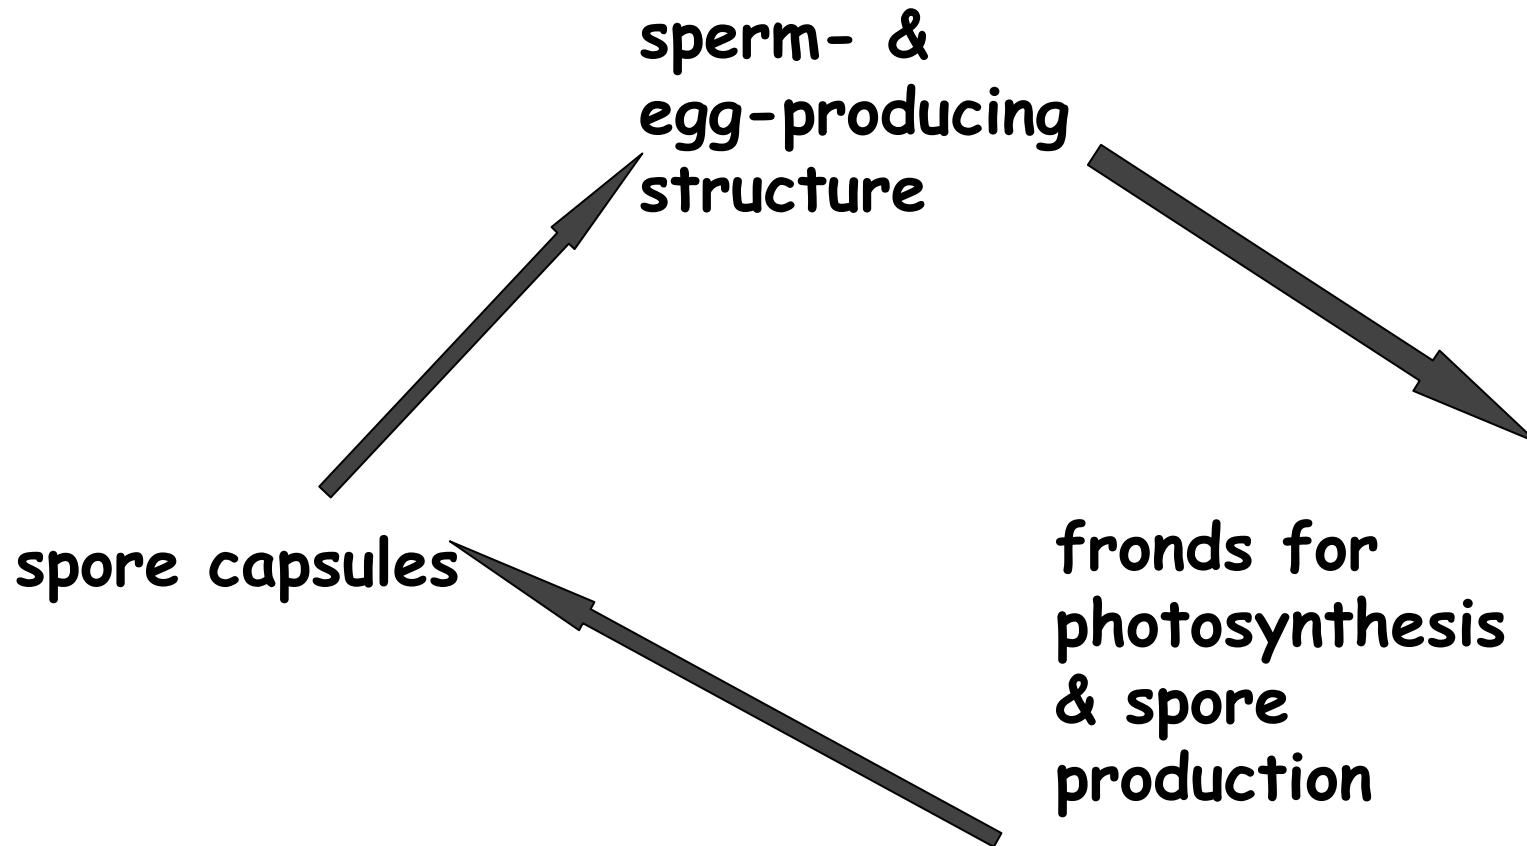 sperm- &
egg-producing
structure
spore capsules
fronds for
photosynthesis
& spore
production